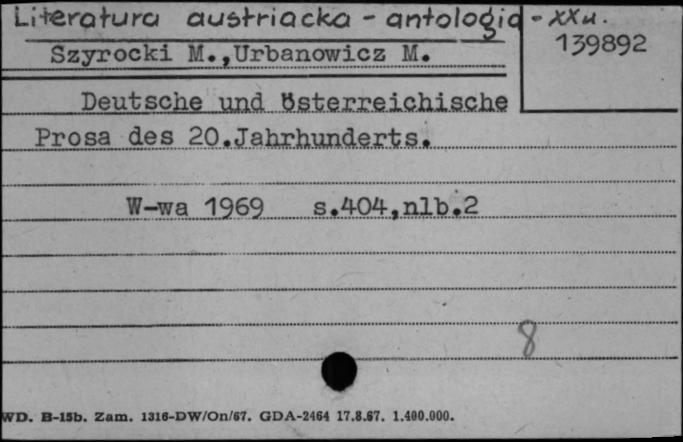 Literatura austriacka - antologia - XX w.
139892
Szyrocki M.,Urbanowicz M.
Deutsche und österreichische
Prosa des 20.Jahrhunderts.
W-wa 1969 s.404,nlb.2
8
WD. B-15b. Zam. 1316-DW/On/67. GDA-2464 17.8.67. 1.400.000.